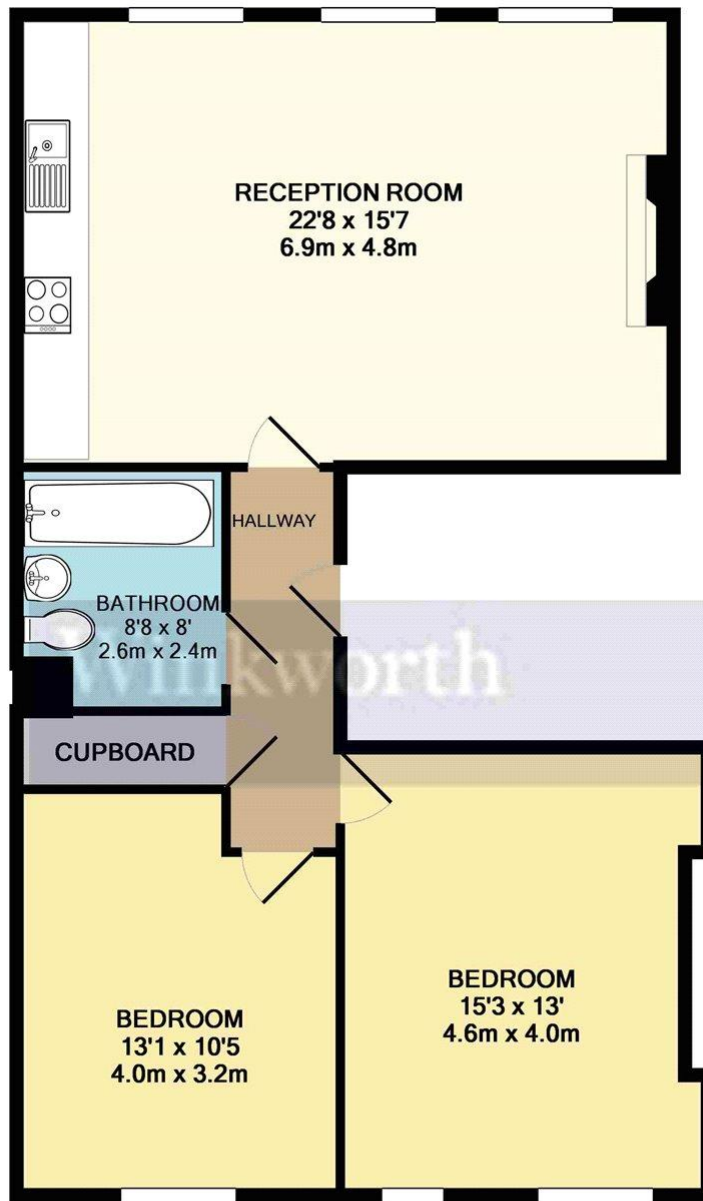 RECEPTION ROOM
22'8 x 15'7
6.9m x 4.8m
HALLWAY
BATHROOM
8'8 x 8'
2.6m x 2.4m
Winkworth
CUPBOARD
BEDROOM
15'3 x 13'
4.6m x 4.0m
BEDROOM
13'1 x 10'5
4.0m x 3.2m